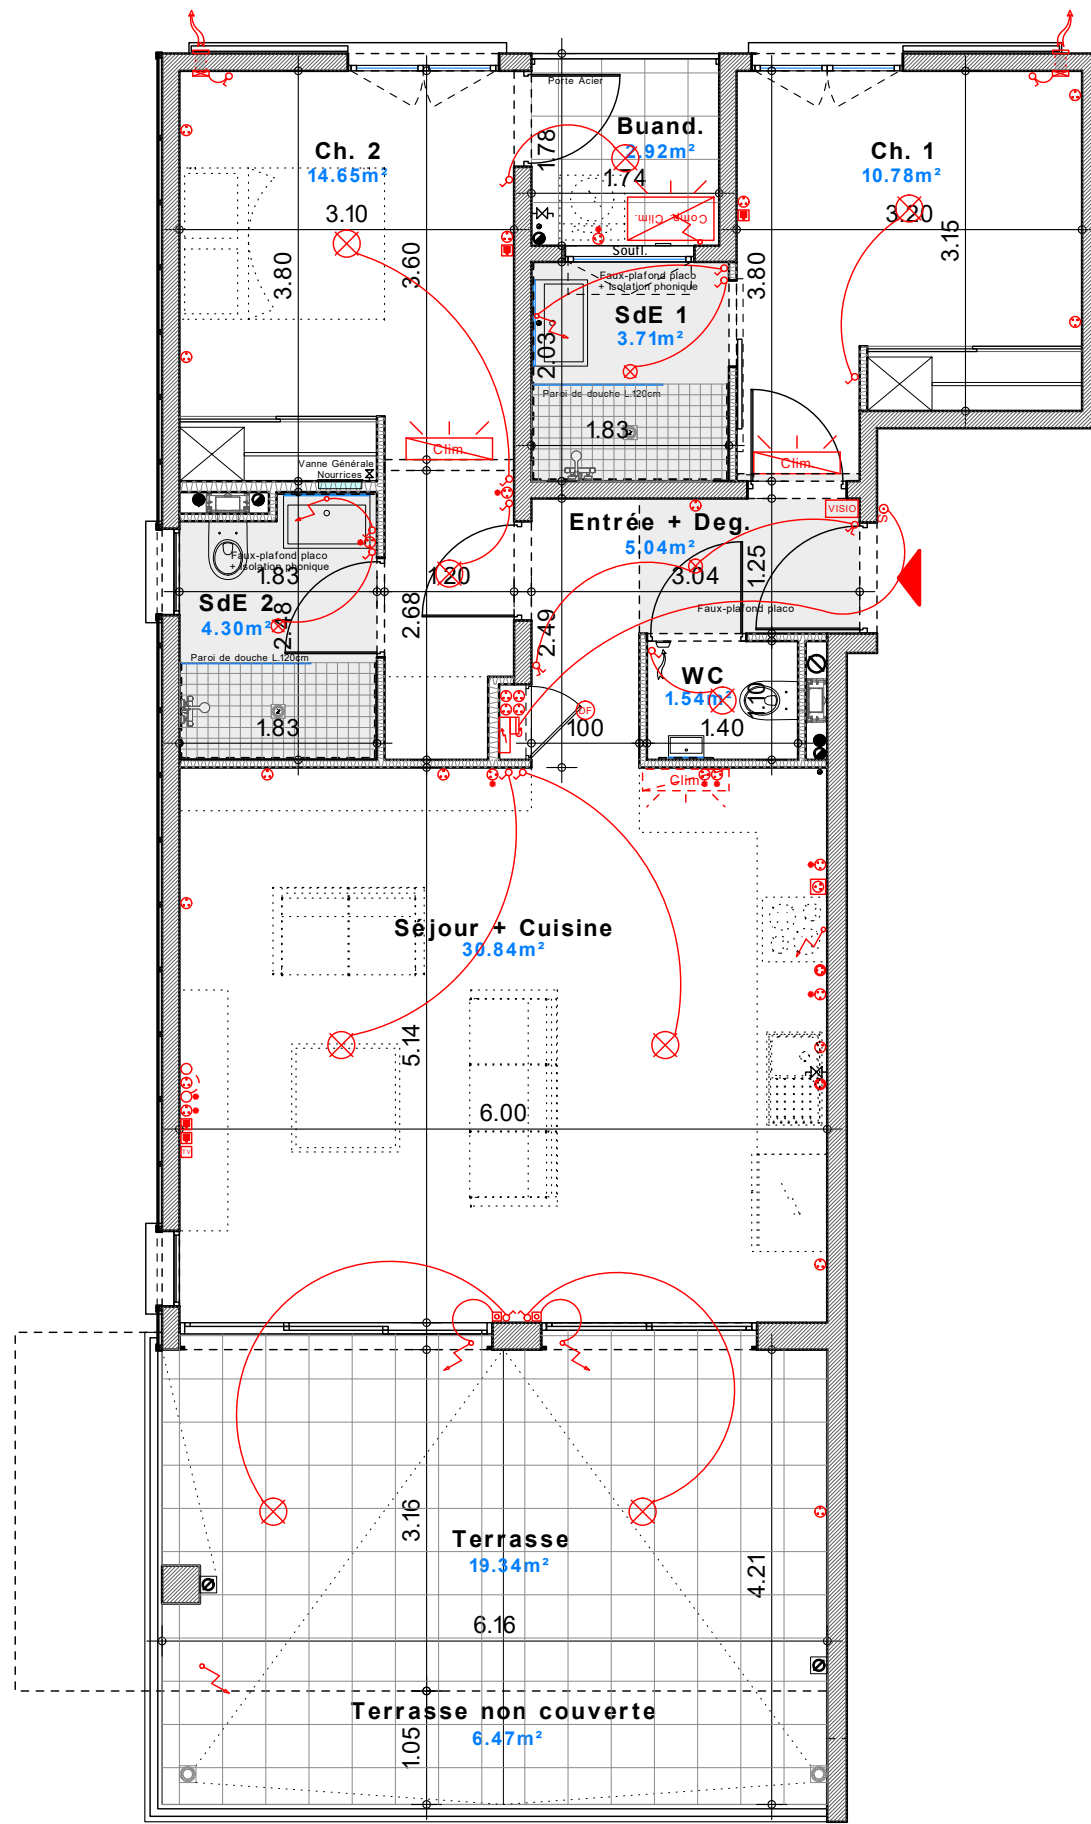 Porte Acier
Buand.
2.92m²
1.78
1.74
Comp. Clim.
Soufl.
Ch. 2
14.65m²
3.10
3.80
3.60
Ch. 1
10.78m²
3.20
3.15
3.80
Faux-plafond placo
+ Isolation phonique
SdE 1
3.71m²
2.03
Paroi de douche L.120cm
1.83
Clim.
Clim.
Vanne Générale
Nourrices
VISIO
S
Entrée + Deg.
5.04m²
3.04
1.25
Faux-plafond placo
2.49
Faux-plafond placo
+ Isolation phonique
1.83
SdE 2
4.30m²
2.48
Paroi de douche L.120cm
1.83
1.20
2.68
WC
1.54m²
1.10
1.40
DF
100
Clim.
Séjour + Cuisine
30.84m²
5.14
6.00
TV
Terrasse
19.34m²
3.16
4.21
6.16
Terrasse non couverte
6.47m²
1.05